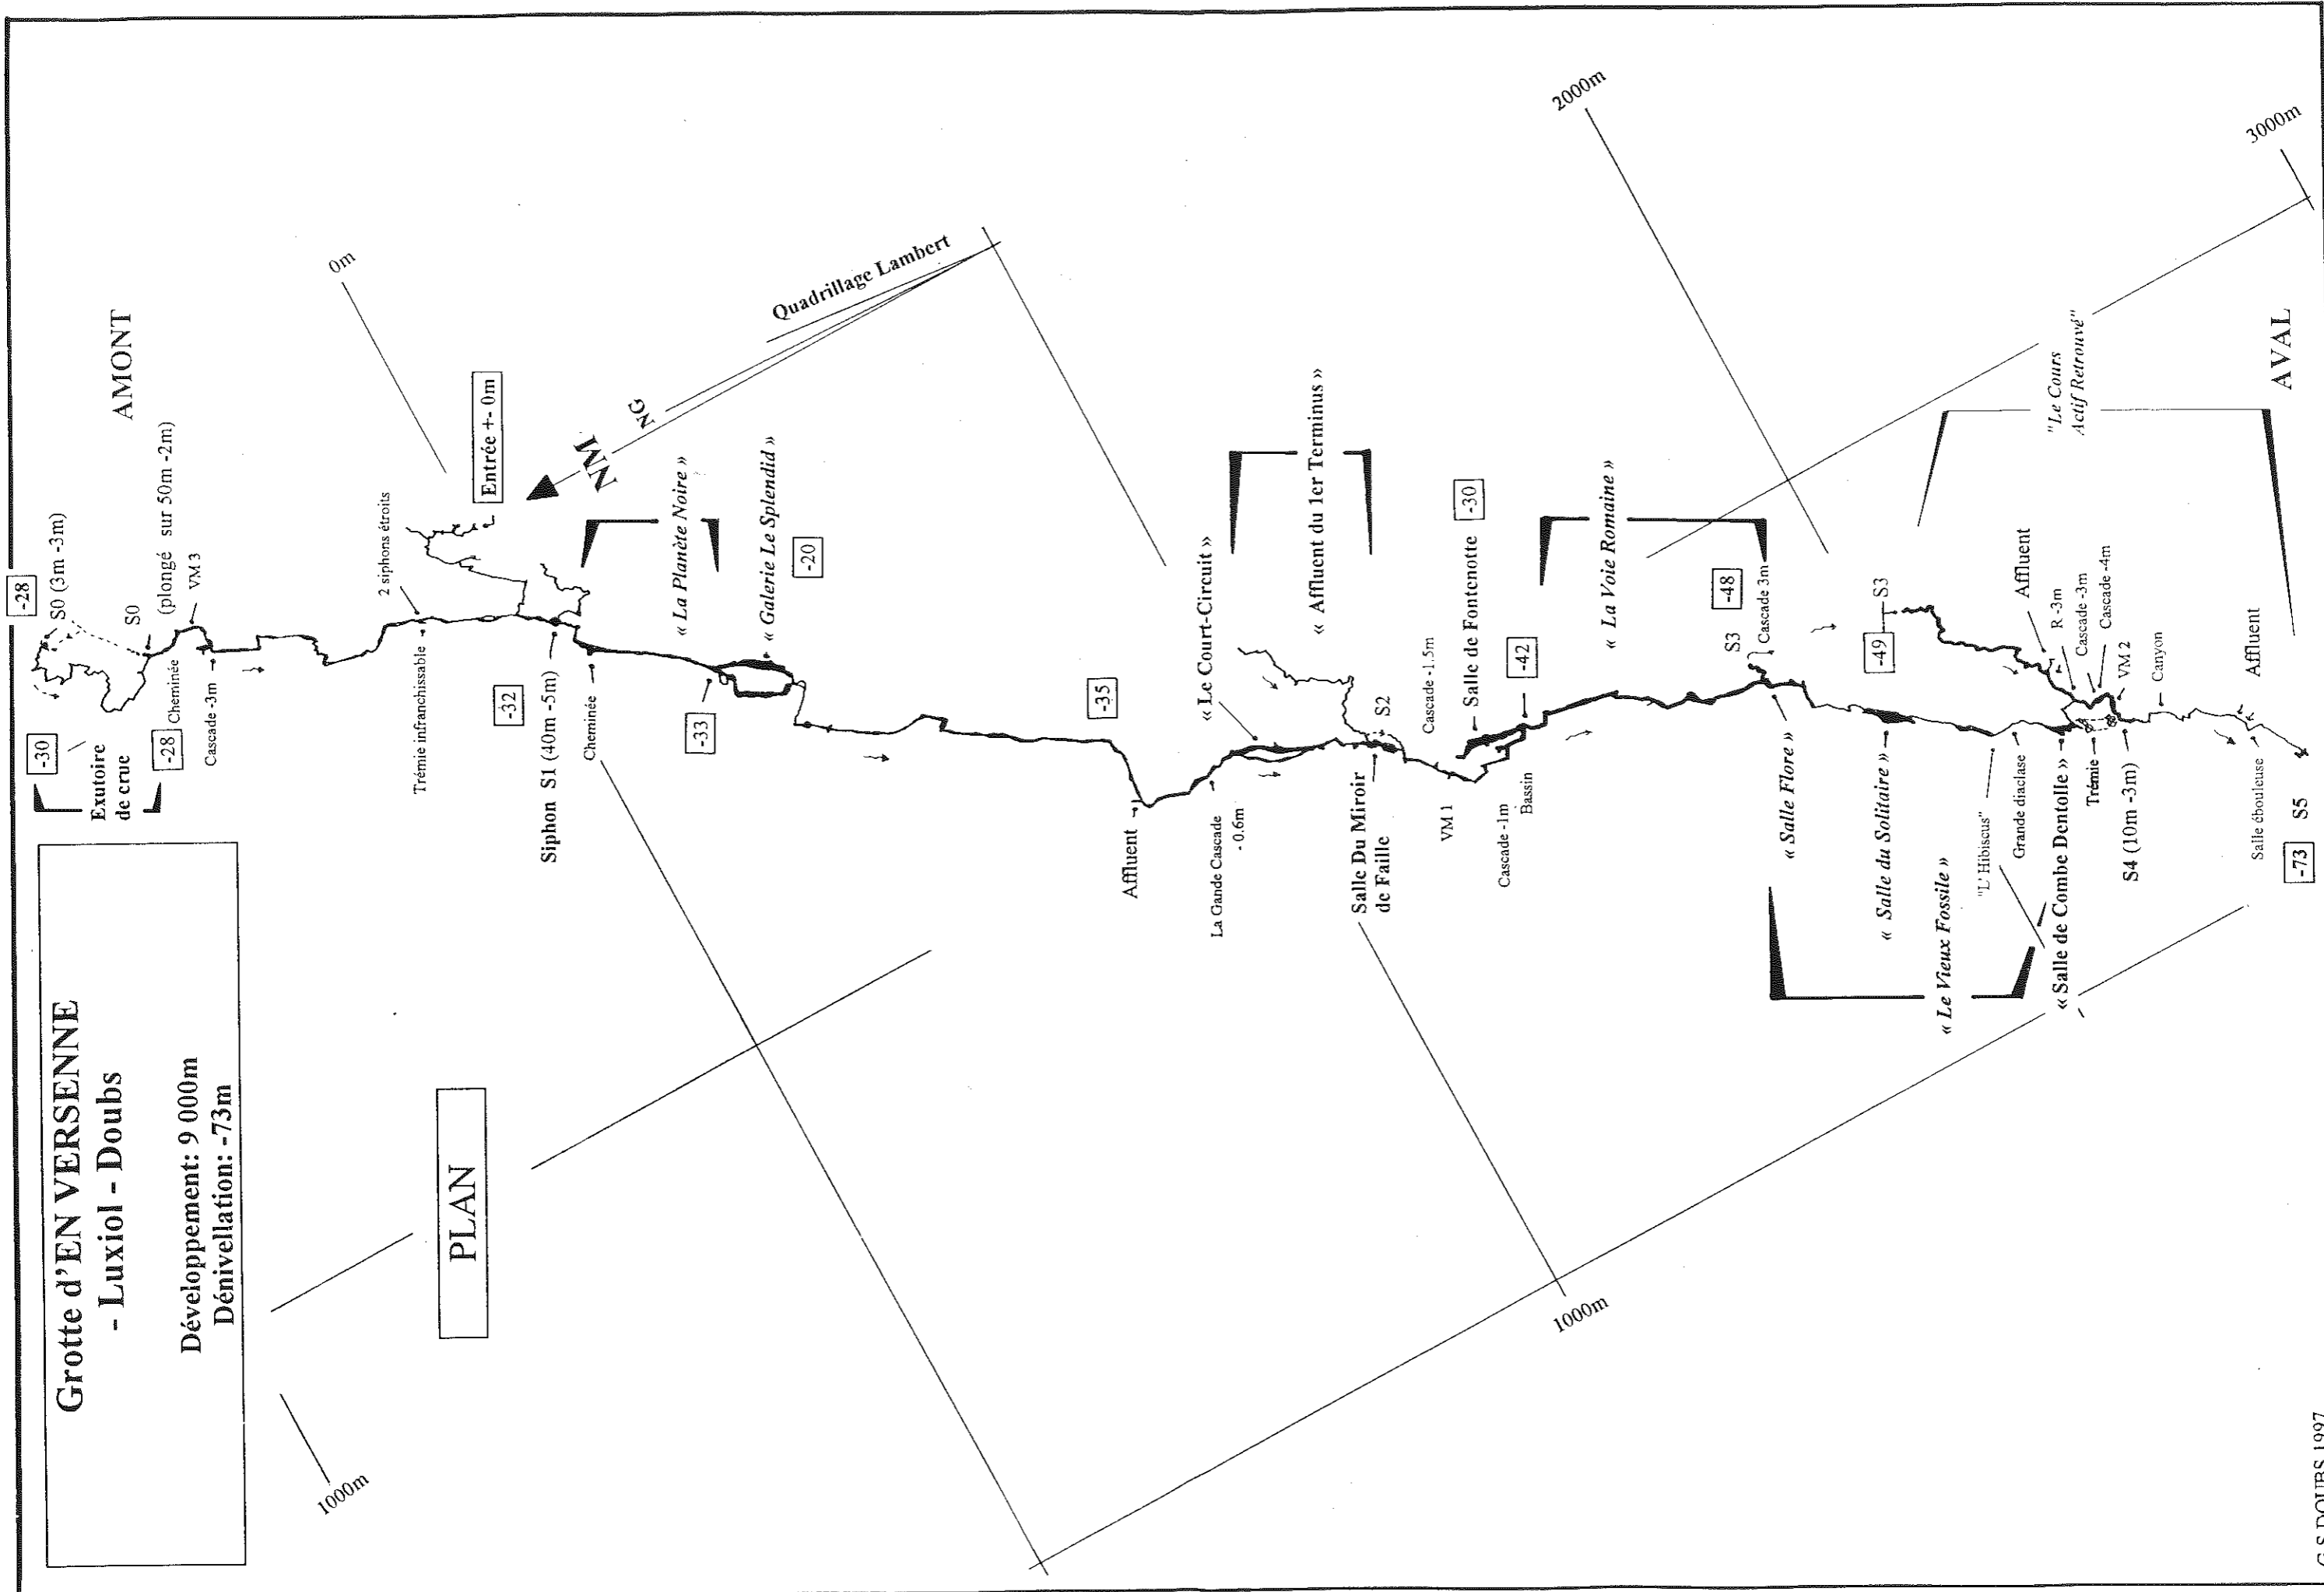 Grotte d'EN VERSENNE
- Luxiol - Doubs
Développement: 9 000m
Dénivellation: -73m
PLAN
1000m
-28
S0 (3m -3m)
AMONT
S0
(plongé sur 50m -2m)
VM 3
-30
Exutoire
de crue
-28
Cheminée
Cascade -3m
0m
2 siphons étroits
Trémie infranchissable
Entrée +- 0m
NM
NG
Quadrillage Lambert
-32
Siphon S1 (40m -5m)
Cheminée
« La Planète Noire »
-33
« Galerie Le Splendid »
-20
-35
Affluent
« Le Court-Circuit »
La Gande Cascade
- 0.6m
« Affluent du 1er Terminus »
S2
Salle Du Miroir
de Faille
Cascade -1.5m
VM 1
Salle de Fontenotte
-30
Cascade -1m
Bassin
-42
1000m
« La Voie Romaine »
2000m
-48
S3
Cascade 3m
« Salle Flore »
-49
S3
« Salle du Solitaire »
« Le Vieux Fossile »
"L' Hibiscus"
Grande diaclase
"Le Cours
Actif Retrouvé"
Affluent
R -3m
Cascade -3m
Cascade -4m
VM 2
« Salle de Combe Dentolle »
Trémie
S4 (10m -3m)
Canyon
Affluent
Salle ébouleuse
-73
S5
AVAL
3000m
G.S.DOUBS 1997